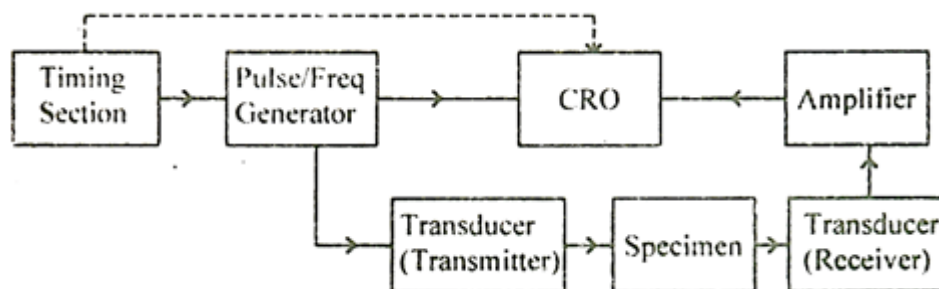 Timing
Section
Pulse/Freq
Generator
CRO
Amplifier
Transducer
(Transmitter)
Specimen
Transducer
(Receiver)